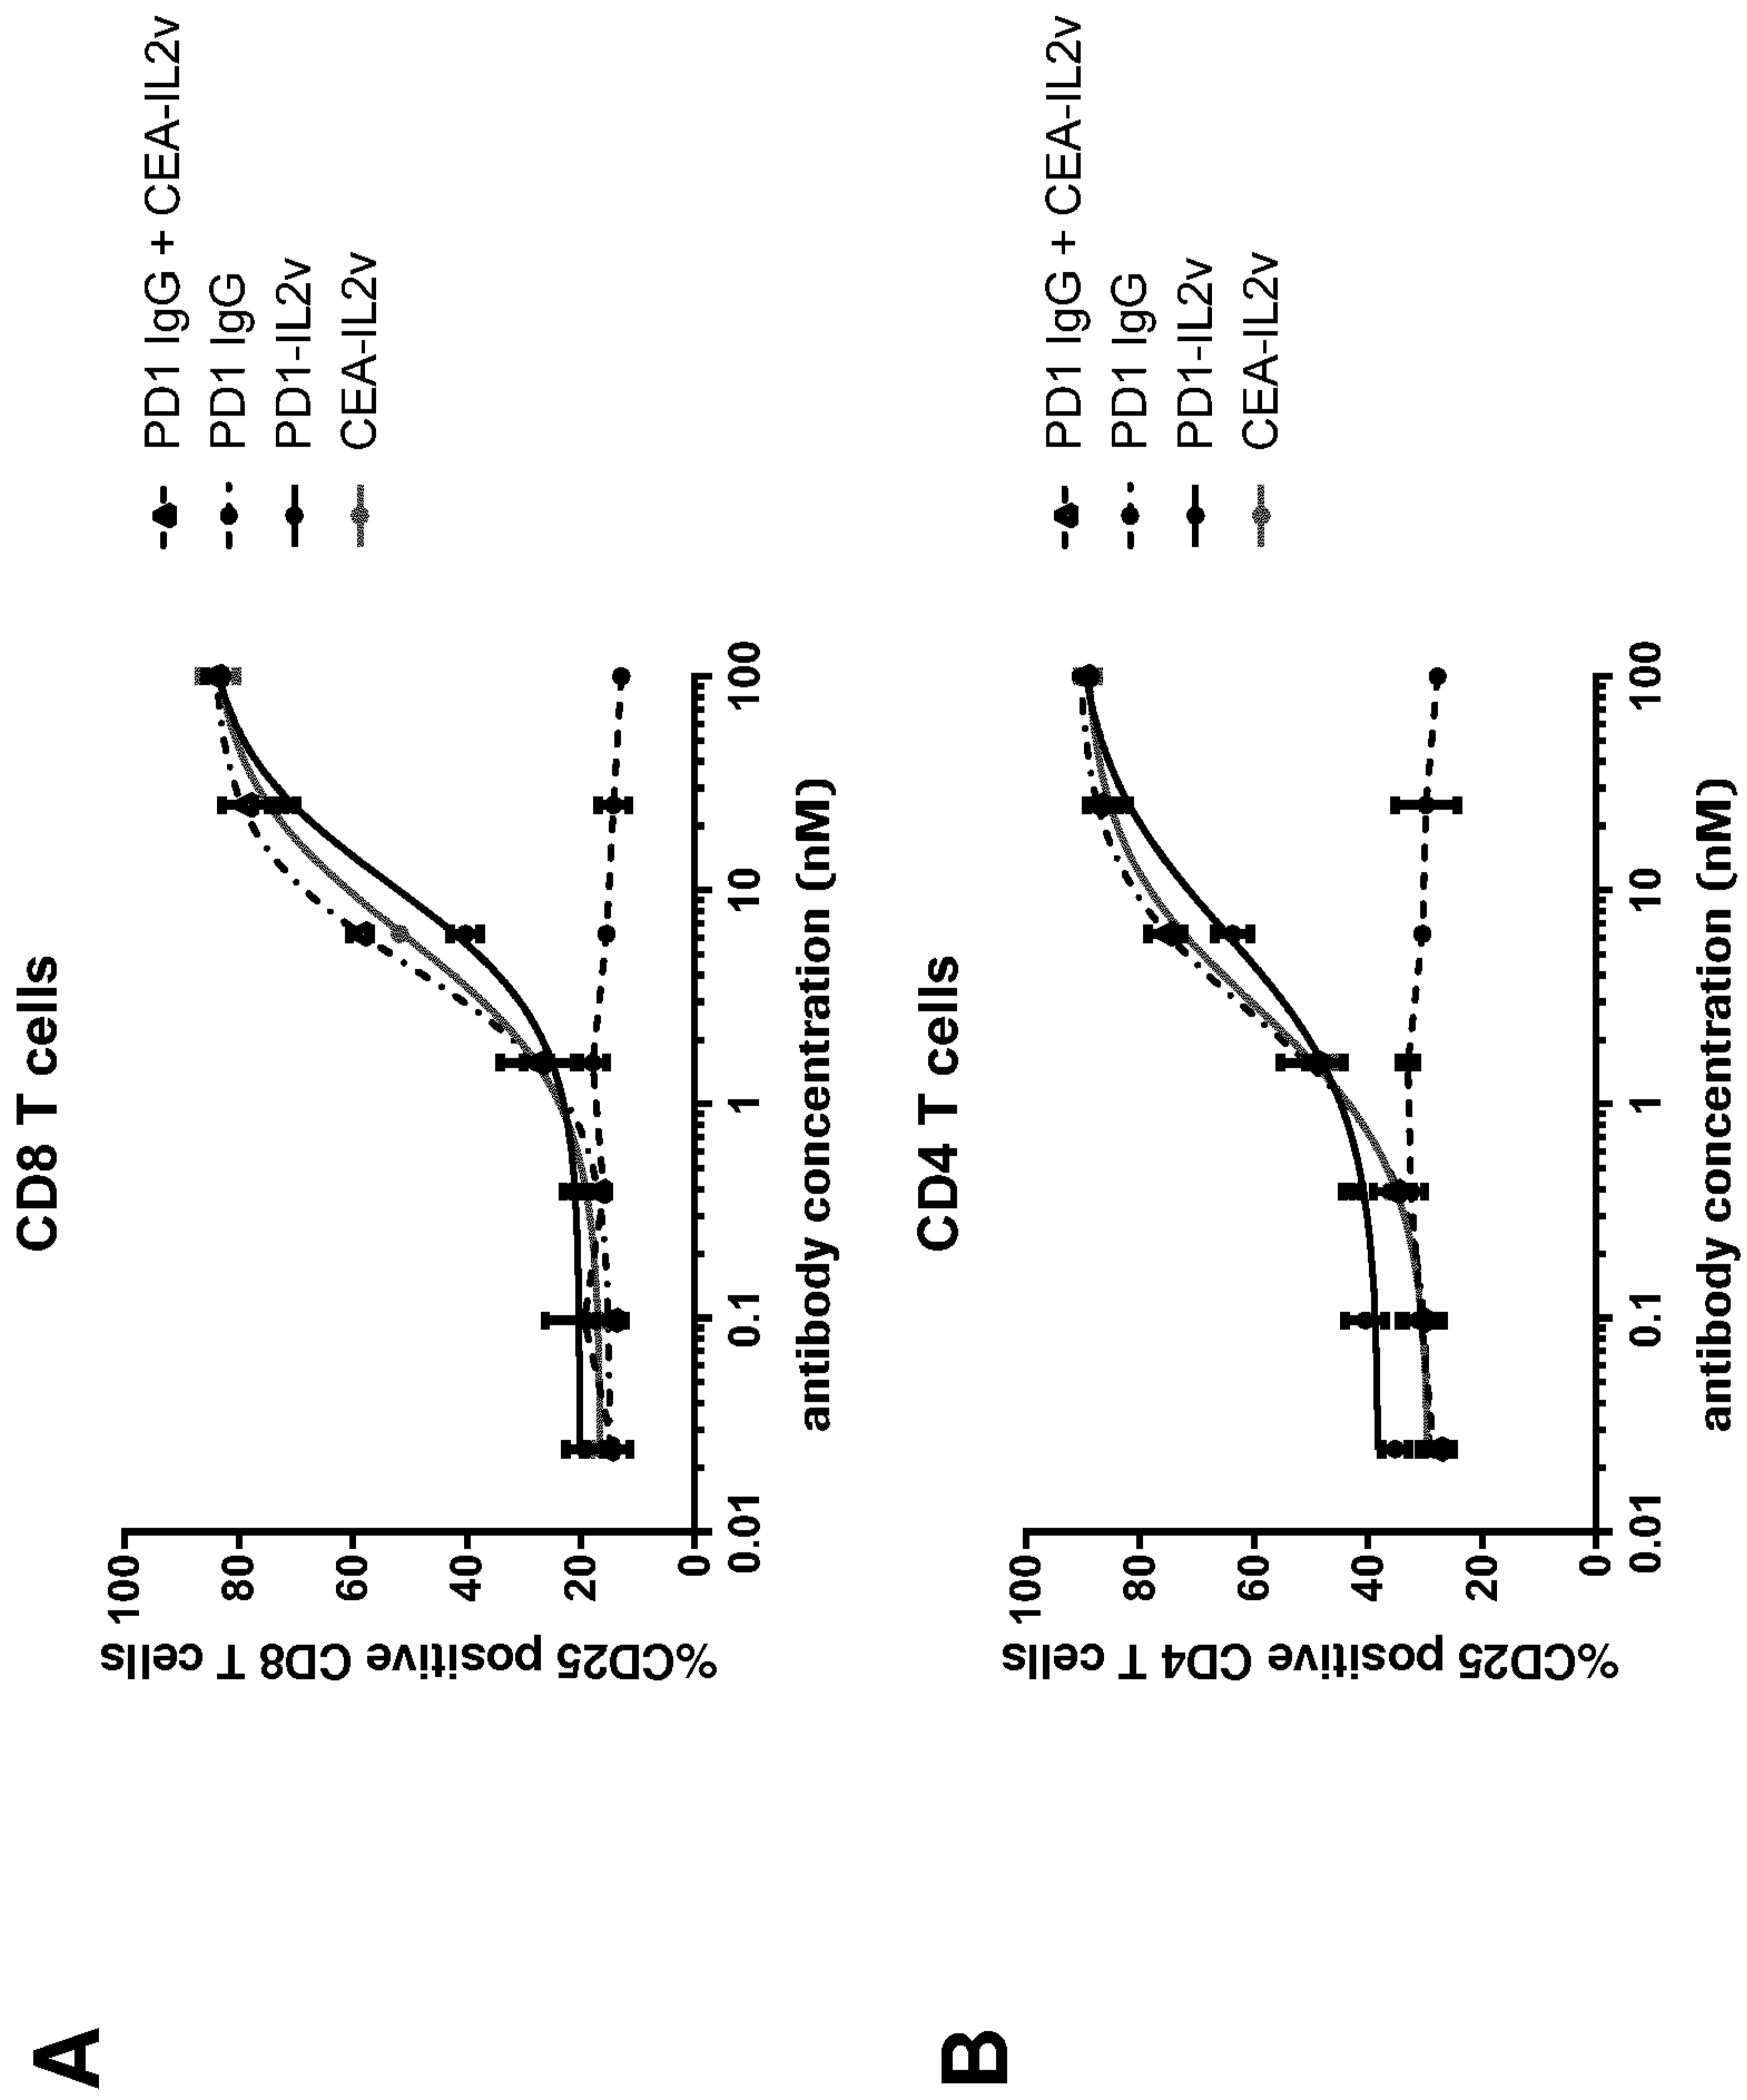 A
CD8 T cells
%CD25 positive CD8 T cells
100
80
60
40
20
0
0.01
0.1
1
10
100
antibody concentration (nM)
PD1 IgG + CEA-IL2v
PD1 IgG
PD1-IL2v
CEA-IL2v
B
CD4 T cells
%CD25 positive CD4 T cells
100
80
60
40
20
0
0.01
0.1
1
10
100
antibody concentration (nM)
PD1 IgG + CEA-IL2v
PD1 IgG
PD1-IL2v
CEA-IL2v